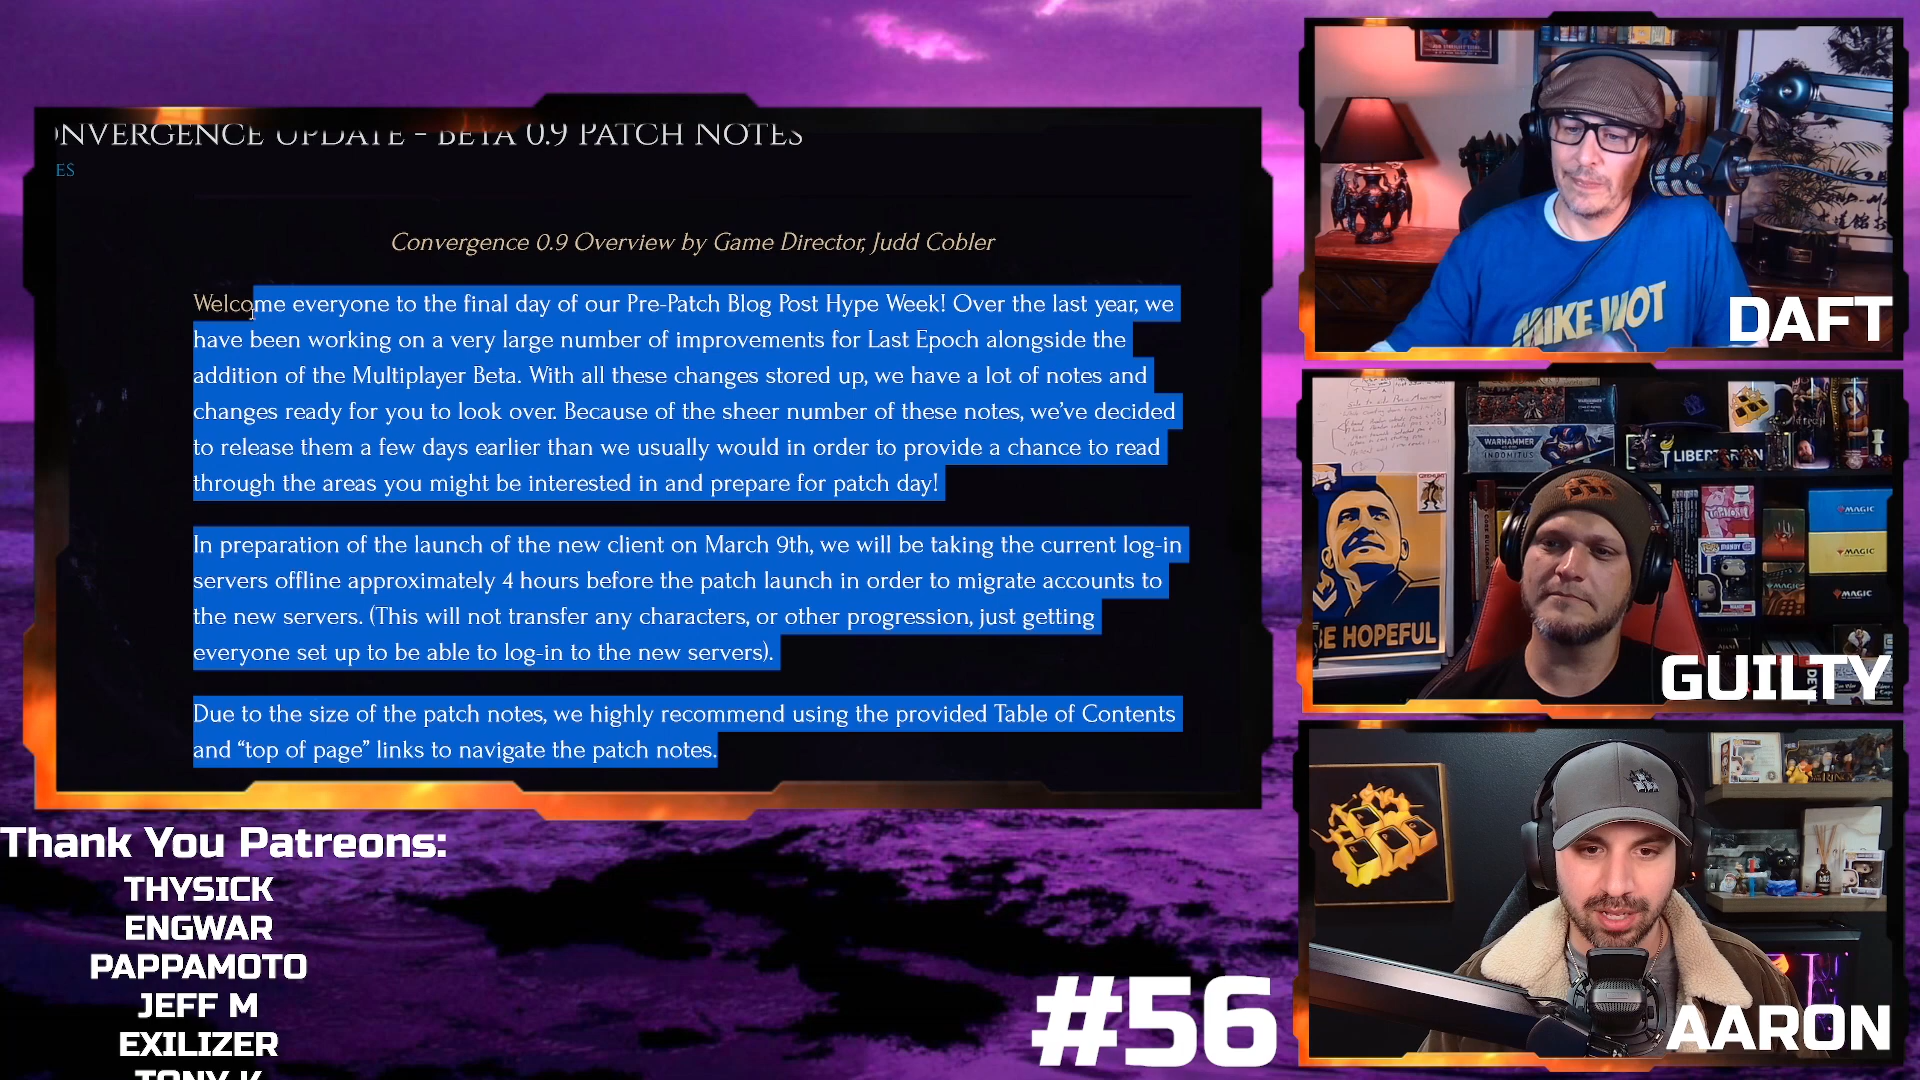 ONVERGENCE UPDATE - BETA 0.9 PATCH NOTES
ES
Convergence 0.9 Overview by Game Director, Judd Cobler
Welcome everyone to the final day of our Pre-Patch Blog Post Hype Week! Over the last year, we
have been working on a very large number of improvements for Last Epoch alongside the
addition of the Multiplayer Beta. With all these changes stored up, we have a lot of notes and
changes ready for you to look over. Because of the sheer number of these notes, we've decided
to release them a few days earlier than we usually would in order to provide a chance to read
through the areas you might be interested in and prepare for patch day!
In preparation of the launch of the new client on March 9th, we will be taking the current log-in
servers offline approximately 4 hours before the patch launch in order to migrate accounts to
the new servers. (This will not transfer any characters, or other progression, just getting
everyone set up to be able to log-in to the new servers).
Due to the size of the patch notes, we highly recommend using the provided Table of Contents
and “top of page” links to navigate the patch notes.
Thank You Patreons:
THYSICK
ENGWAR
PAPPAMOTO
JEFF M
EXILIZER
TONY K
#56
MIKE WOT
DAFT
WARHAMMER
INDOMITUS
LIBERTARIAN
MAGIC
MAGIC
MAGIC
BE HOPEFUL
GUILTY
AARON